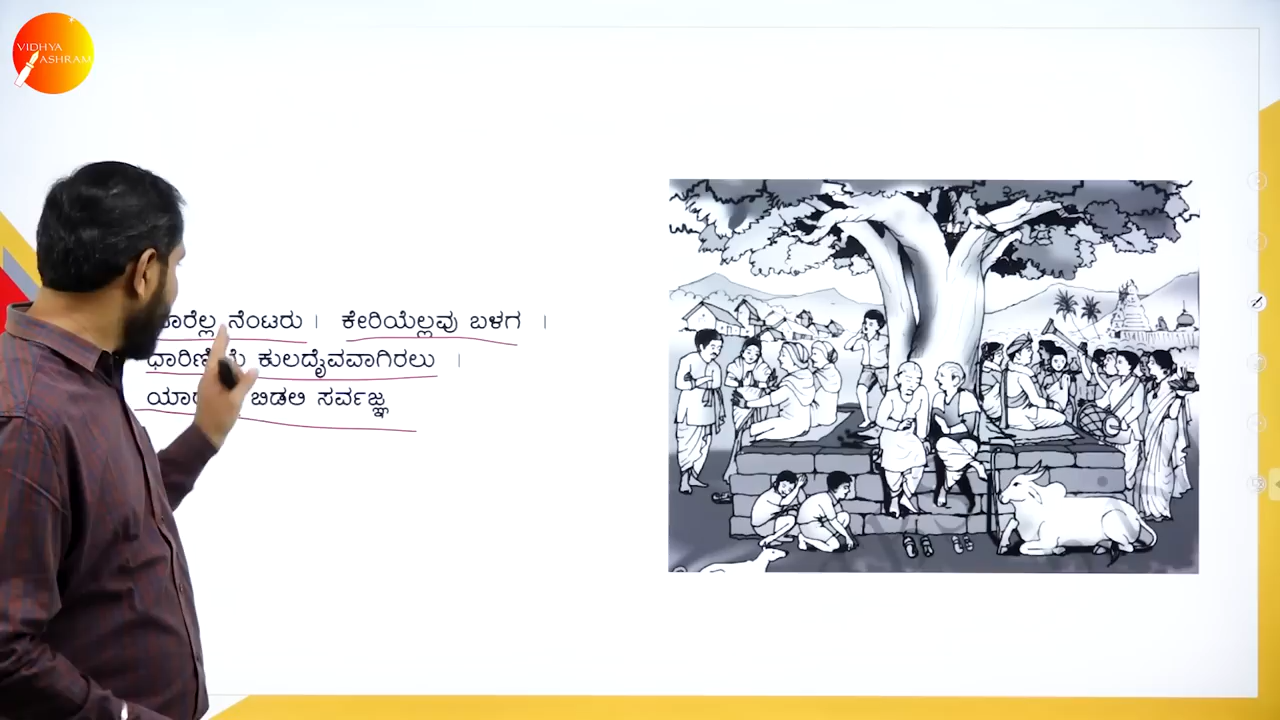 VIDHYA
ASHRAM
ನೆಂಟರು । ಕೇರಿಯೆಲ್ಲವು ಬಳಗ ।
ಕುಲದೈವವಾಗಿರಲು ।
ಬಿಡಲಿ ಸರ್ವಜ್ಞ